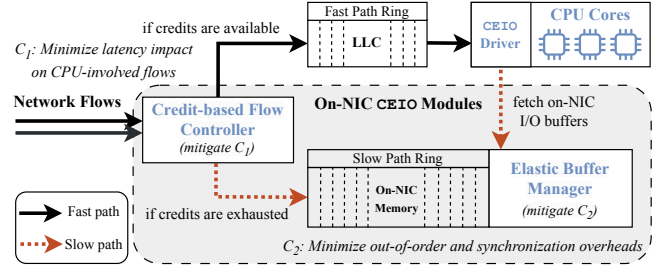 if credits are available
Fast Path Ring
LLC
CEIO
Driver
CPU Cores
C1: Minimize latency impact
on CPU-involved flows
Network Flows
Credit-based Flow
Controller
(mitigate C1)
On-NIC CEIO Modules
fetch on-NIC
I/O buffers
Slow Path Ring
On-NIC
Memory
Elastic Buffer
Manager
(mitigate C2)
if credits are exhausted
Fast path
Slow path
C2: Minimize out-of-order and synchronization overheads